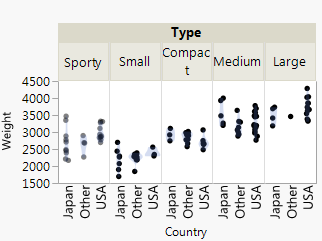 Type
Sporty
Small
Compac
t
Medium
Large
4500
4000
3500
3000
2500
2000
1500
Weight
Japan
Other
USA
Japan
Other
USA
Japan
Other
USA
Japan
Other
USA
Japan
Other
USA
Country